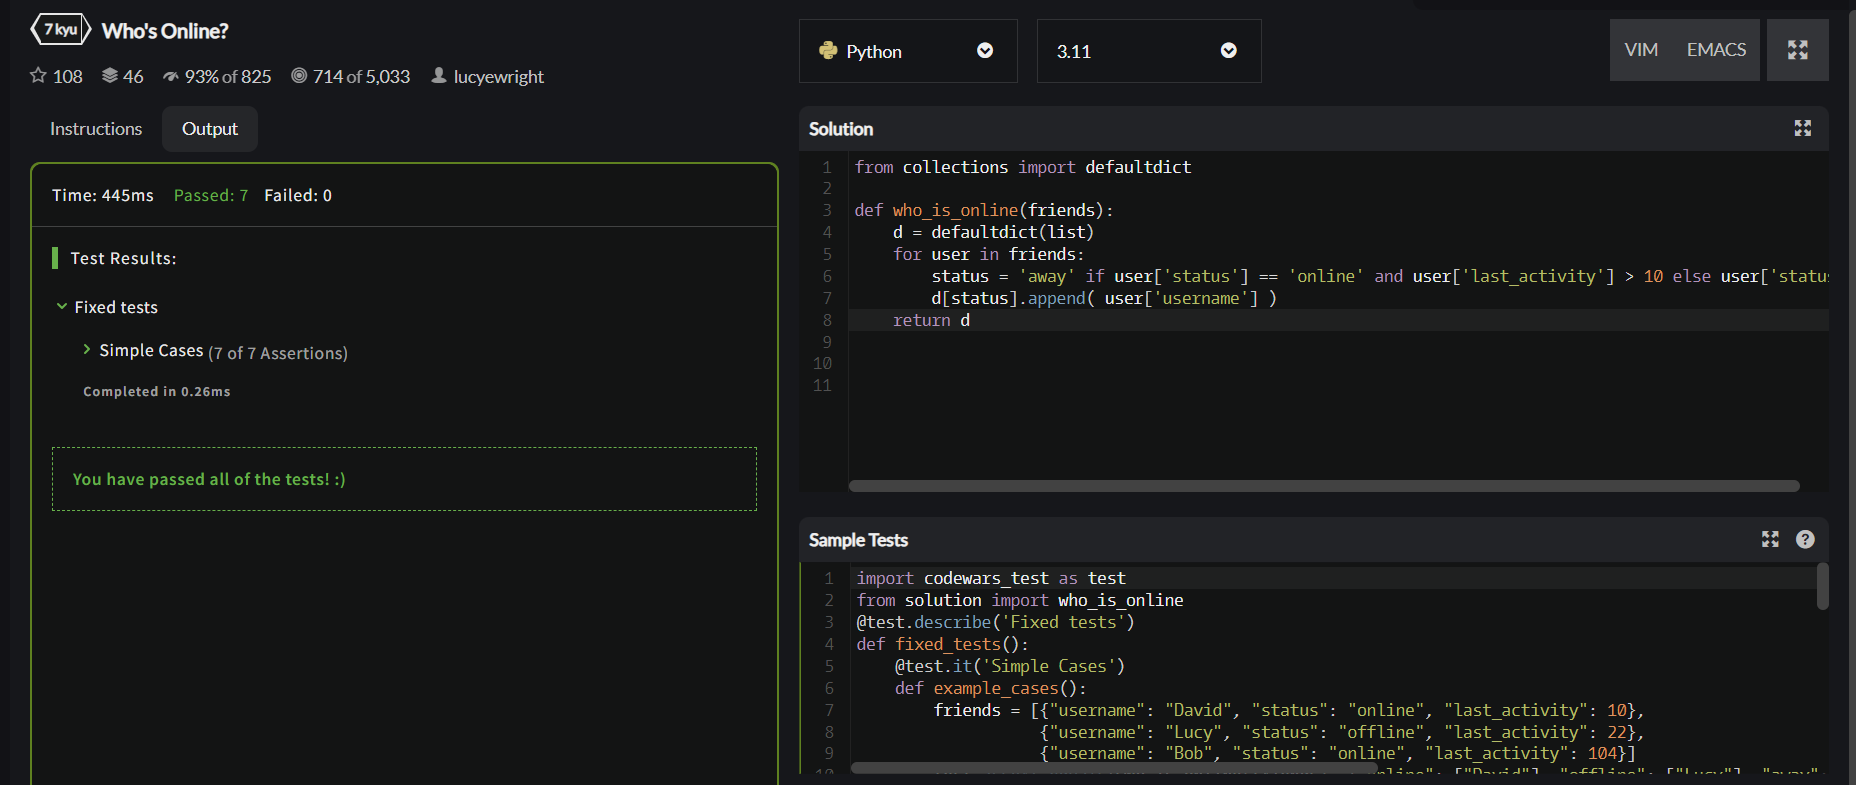 7 kyu Who's Online?
108 46 93% of 825 714 of 5,033 lucyewright
Instructions Output
Time: 445ms Passed: 7 Failed: 0
Test Results:
Fixed tests
Simple Cases (7 of 7 Assertions)
Completed in 0.26ms
You have passed all of the tests! :)
Python 3.11 VIM EMACS
Solution
1 from collections import defaultdict
2
3 def who_is_online(friends):
4     d = defaultdict(list)
5     for user in friends:
6         status = 'away' if user['status'] == 'online' and user['last_activity'] > 10 else user['statu
7         d[status].append( user['username'] )
8     return d
9
10
11
Sample Tests
?
1 import codewars_test as test
2 from solution import who_is_online
3 @test.describe('Fixed tests')
4 def fixed_tests():
5     @test.it('Simple Cases')
6     def example_cases():
7         friends = [{"username": "David", "status": "online", "last_activity": 10},
8                    {"username": "Lucy", "status": "offline", "last_activity": 22},
9                    {"username": "Bob", "status": "online", "last_activity": 104}]
10 ["David"], "offline": ["Lucy"], "away":